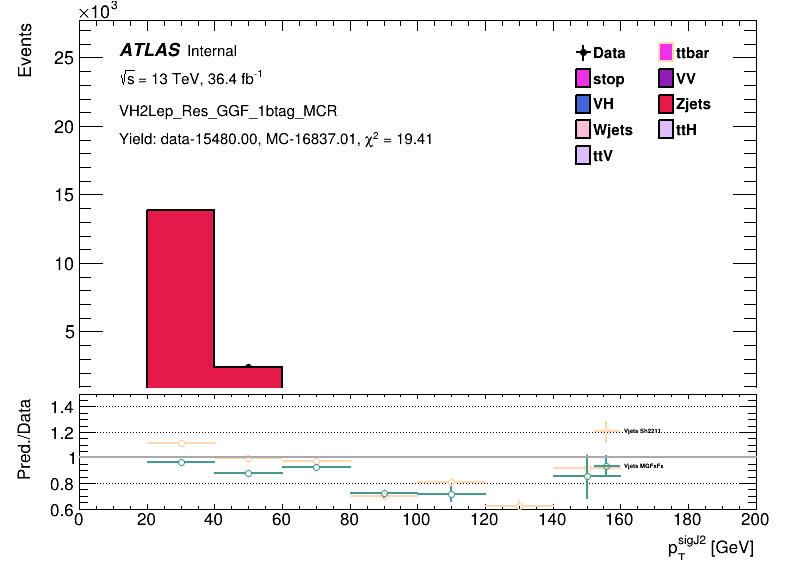 ×10³
Events
25
20
15
10
5
ATLAS Internal
√s = 13 TeV, 36.4 fb⁻¹
VH2Lep_Res_GGF_1btag_MCR
Yield: data-15480.00, MC-16837.01, χ² = 19.41
Data
ttbar
stop
VV
VH
Zjets
Wjets
ttH
ttV
Pred./Data
1.4
1.2
1
0.8
0.6
Vjets Sh2211
Vjets MGFxFx
0 20 40 60 80 100 120 140 160 180 200
p_T^sigJ2 [GeV]